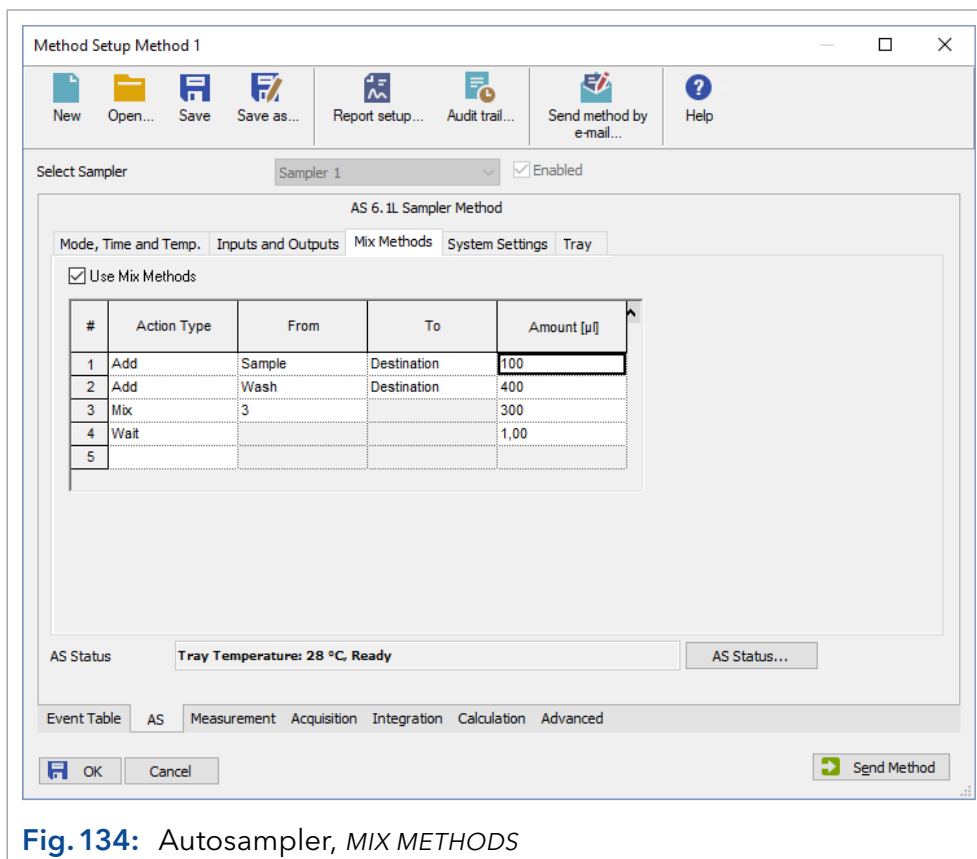 Method Setup Method 1
New Open... Save Save as... Report setup... Audit trail... Send method by e-mail... Help
Select Sampler Sampler 1 Enabled
AS 6.1L Sampler Method
Mode, Time and Temp. Inputs and Outputs Mix Methods System Settings Tray
Use Mix Methods
# Action Type From To Amount [µl]
1 Add Sample Destination 100
2 Add Wash Destination 400
3 Mix 3 300
4 Wait 1,00
5
AS Status Tray Temperature: 28 °C, Ready AS Status...
Event Table AS Measurement Acquisition Integration Calculation Advanced
OK Cancel Send Method
Fig. 134: Autosampler, MIX METHODS